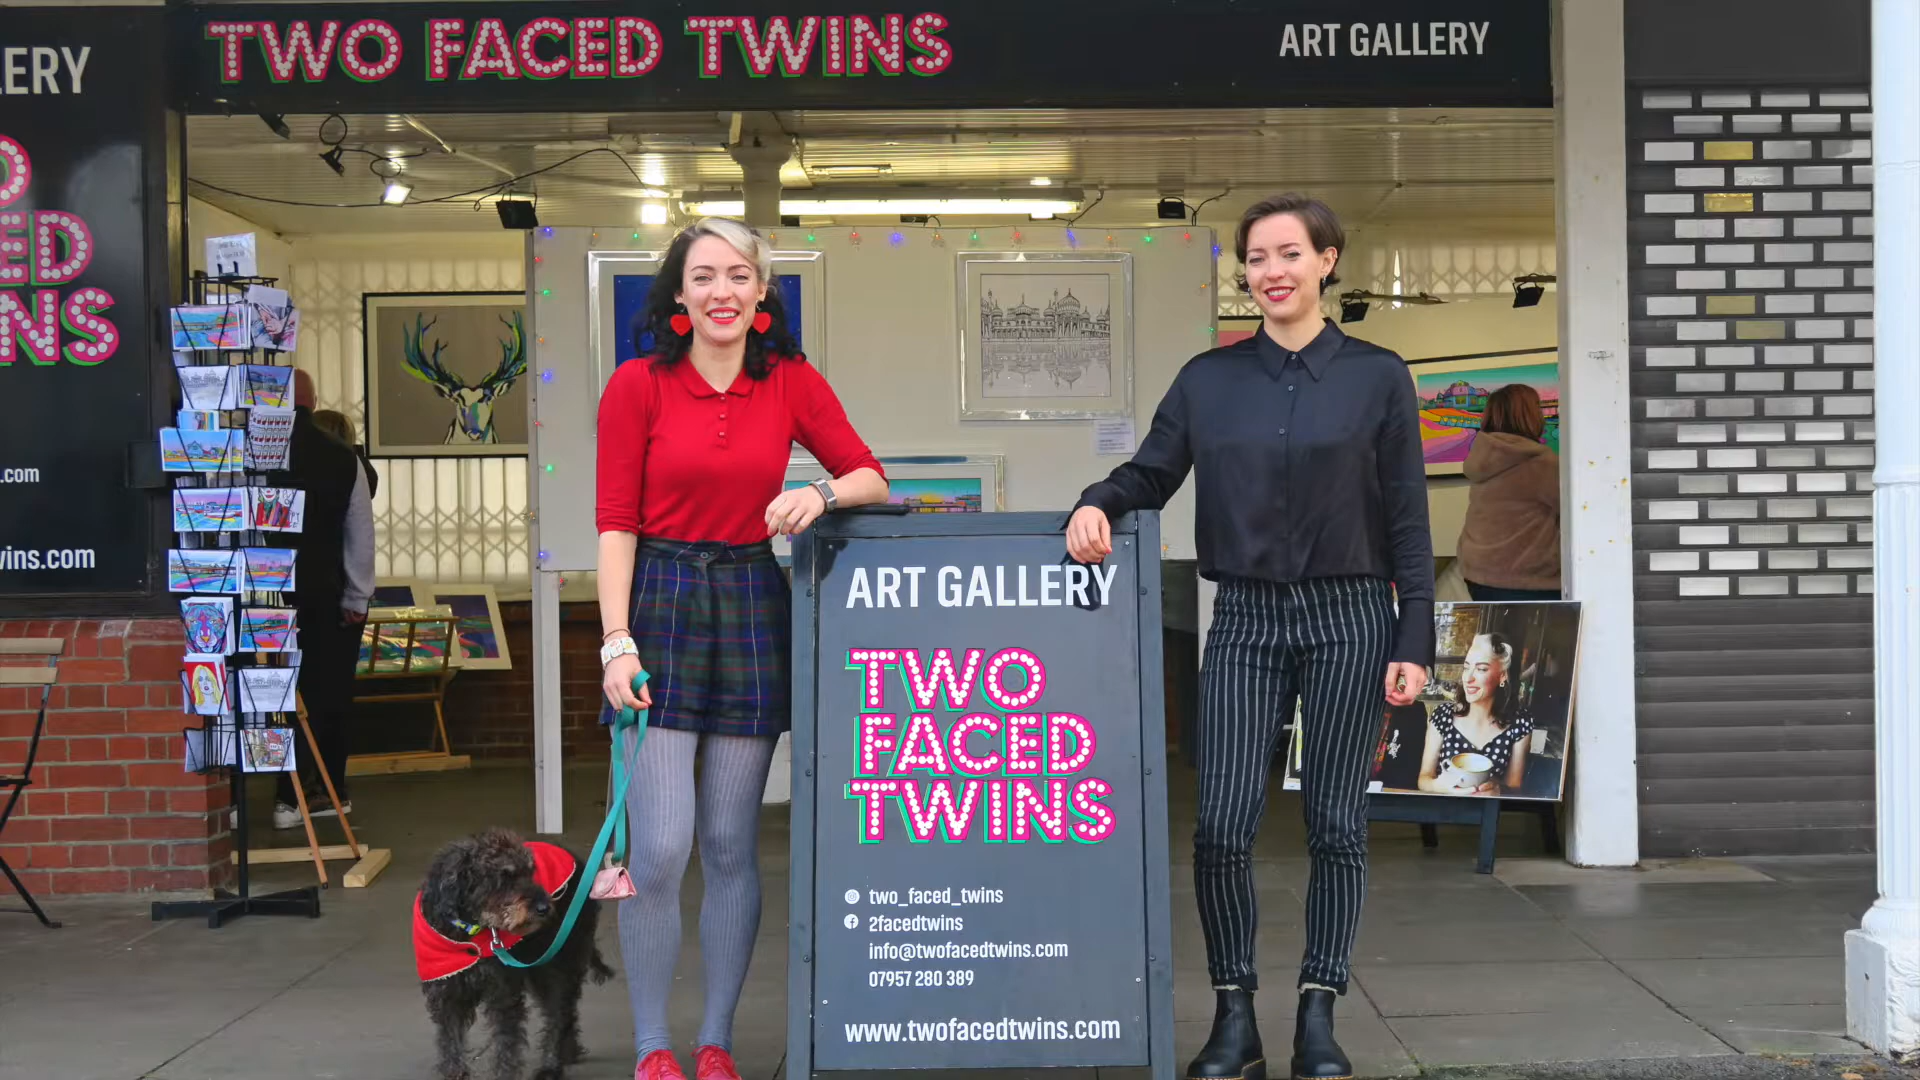 TWO FACED TWINS
ART GALLERY
ERY
O
ED
NS
.com
wins.com
ART GALLERY
TWO
FACED
TWINS
two_faced_twins
2facedtwins
info@twofacedtwins.com
07957 280 389
www.twofacedtwins.com